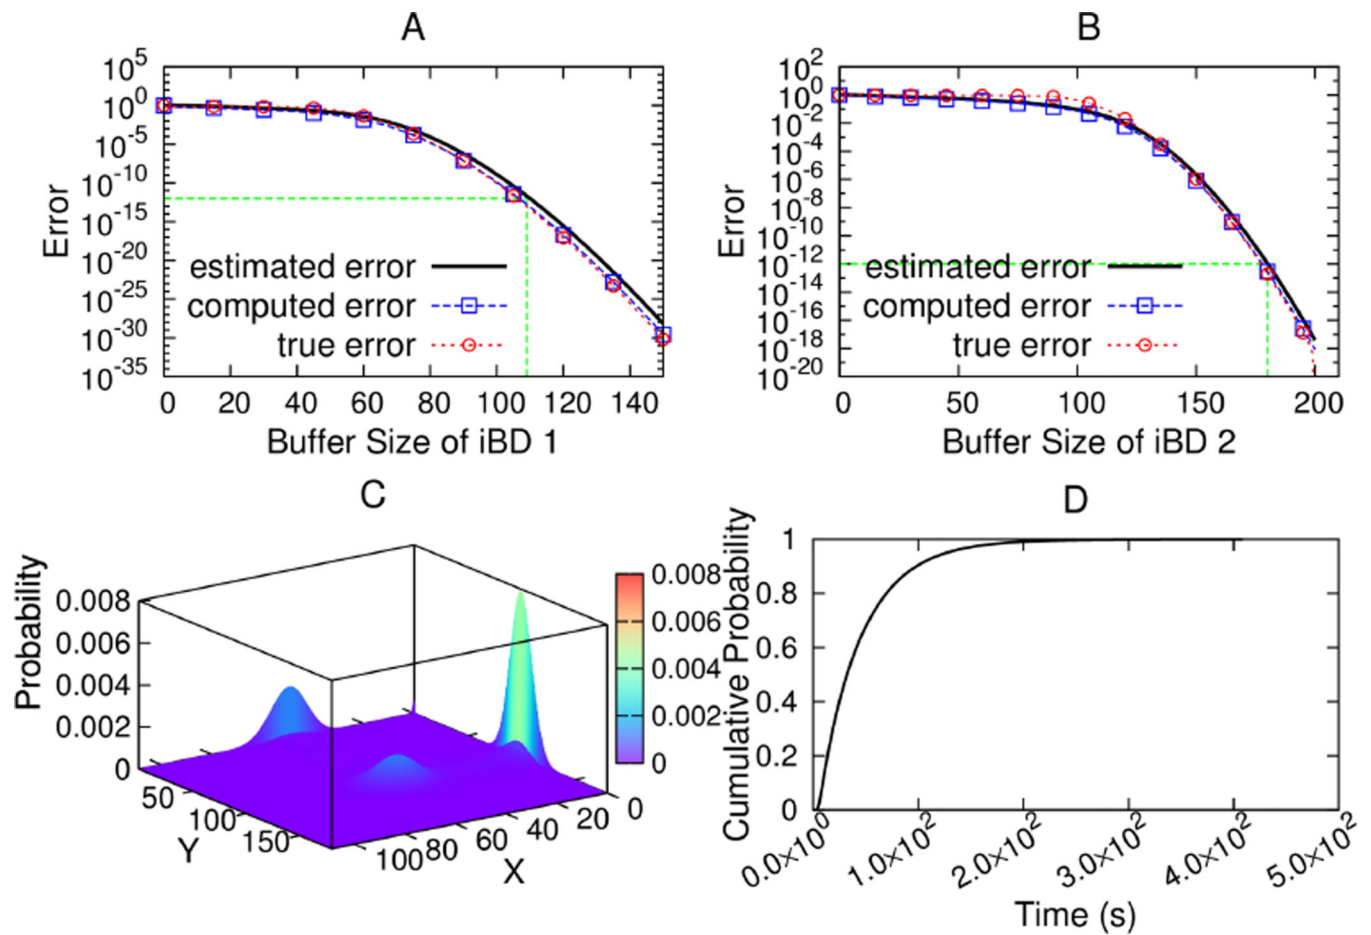 A
10^5
10^0
10^-5
10^-10
10^-15
10^-20
10^-25
10^-30
10^-35
Error
estimated error
computed error
true error
0 20 40 60 80 100 120 140
Buffer Size of iBD 1
B
10^2
10^0
10^-2
10^-4
10^-6
10^-8
10^-10
10^-12
10^-14
10^-16
10^-18
10^-20
Error
estimated error
computed error
true error
0 50 100 150 200
Buffer Size of iBD 2
C
Probability
0.008
0.006
0.004
0.002
0
50 100 150
Y
100 80 60 40 20 0
X
0.008
0.006
0.004
0.002
0
D
Cumulative Probability
1
0.8
0.6
0.4
0.2
0
0.0×10^0 1.0×10^2 2.0×10^2 3.0×10^2 4.0×10^2 5.0×10^2
Time (s)